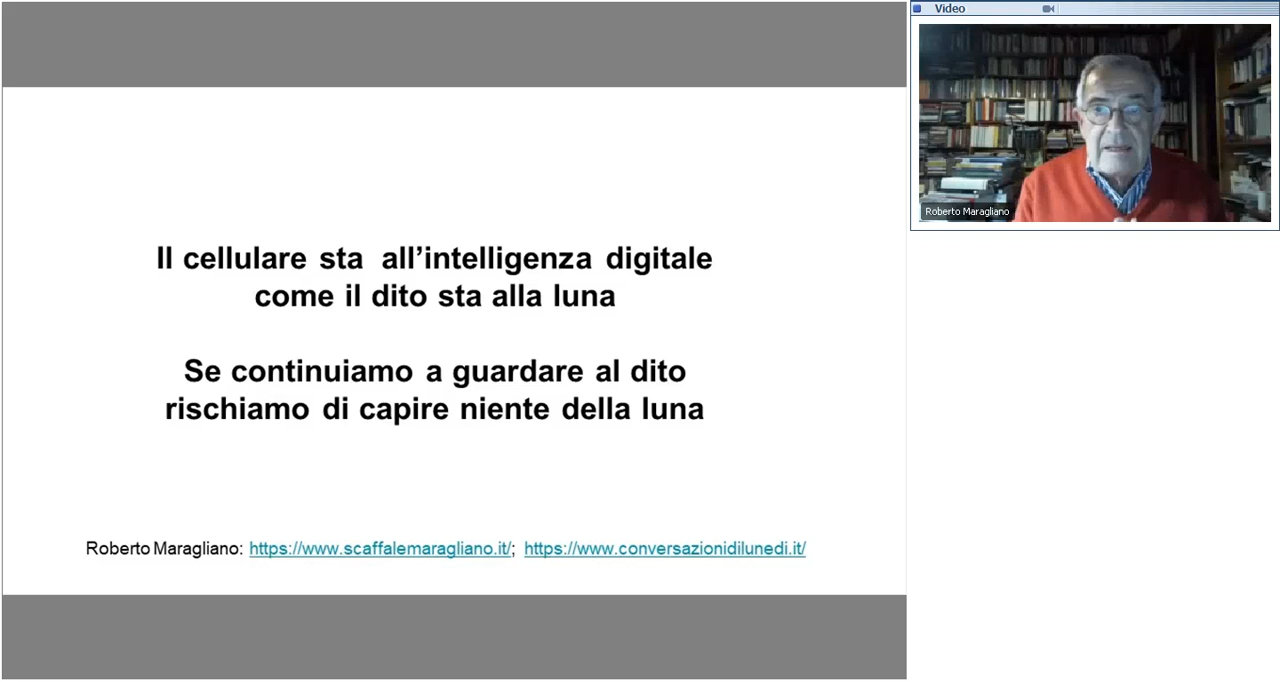 Il cellulare sta all’intelligenza digitale
come il dito sta alla luna
Se continuiamo a guardare al dito
rischiamo di capire niente della luna
Roberto Maragliano: https://www.scaffalemaragliano.it/; https://www.conversazionidilunedi.it/
Video
Roberto Maragliano